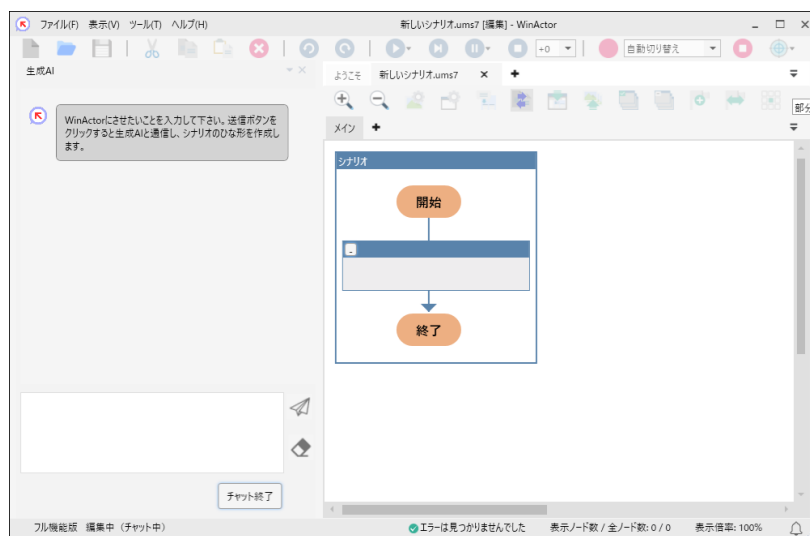 ファイル(F) 表示(V) ツール(T) ヘルプ(H) 新しいシナリオ.ums7 [編集] - WinActor
+0 自動切り替え
生成AI
ようこそ 新しいシナリオ.ums7
部分
メイン
WinActorにさせたいことを入力して下さい。送信ボタンを
クリックすると生成AIと通信し、シナリオのひな形を作成し
ます。
シナリオ
開始
終了
チャット終了
フル機能版 編集中（チャット中） エラーは見つかりませんでした 表示ノード数 / 全ノード数: 0 / 0 表示倍率: 100%